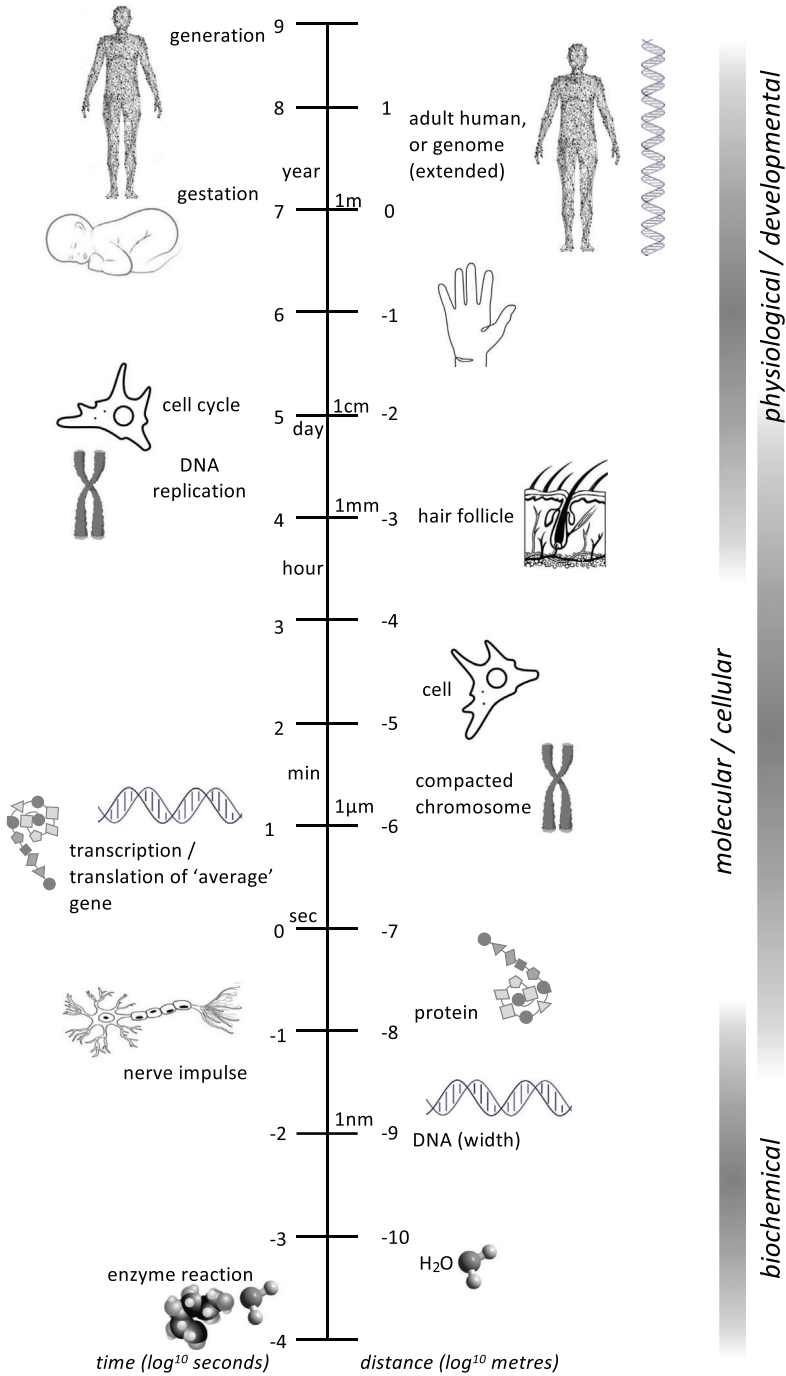 9
generation
8
1
adult human,
or genome
(extended)
year
gestation
7
1m
0
6
-1
cell cycle
5
1cm
-2
day
DNA
replication
4
1mm
-3
hair follicle
hour
3
-4
cell
2
-5
min
compacted
chromosome
1
1µm
-6
transcription /
translation of ‘average’
gene
sec
0
-7
protein
-1
-8
nerve impulse
1nm
-2
-9
DNA (width)
-3
-10
H₂O
enzyme reaction
-4
time (log¹⁰ seconds)
distance (log¹⁰ metres)
physiological / developmental
molecular / cellular
biochemical